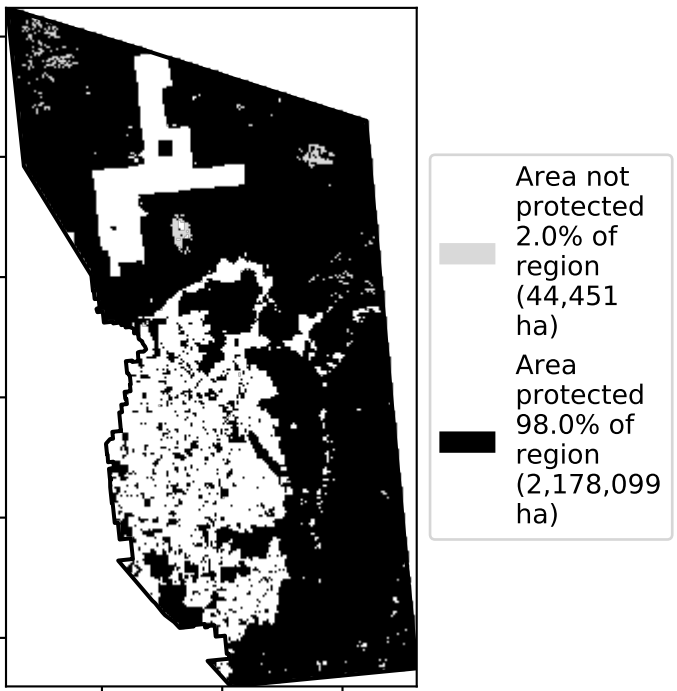 Area not
protected
2.0% of
region
(44,451
ha)
Area
protected
98.0% of
region
(2,178,099
ha)